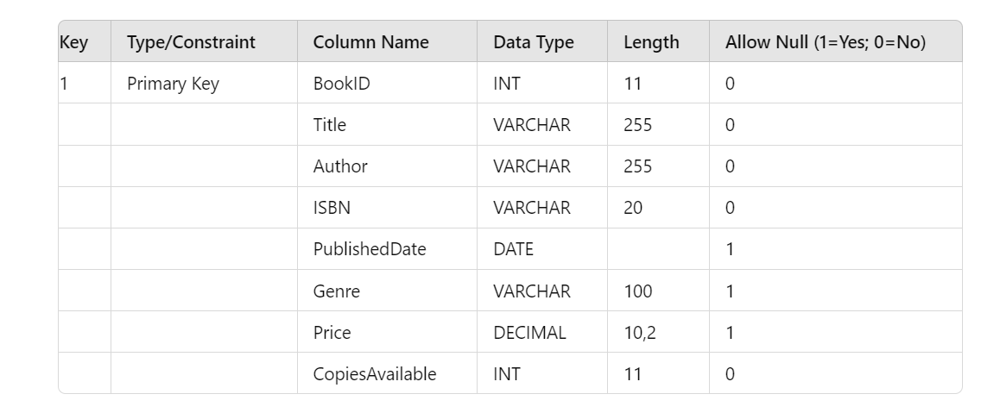 Key Type/Constraint Column Name Data Type Length Allow Null (1=Yes; 0=No)
1 Primary Key BookID INT 11 0
Title VARCHAR 255 0
Author VARCHAR 255 0
ISBN VARCHAR 20 0
PublishedDate DATE 1
Genre VARCHAR 100 1
Price DECIMAL 10,2 1
CopiesAvailable INT 11 0